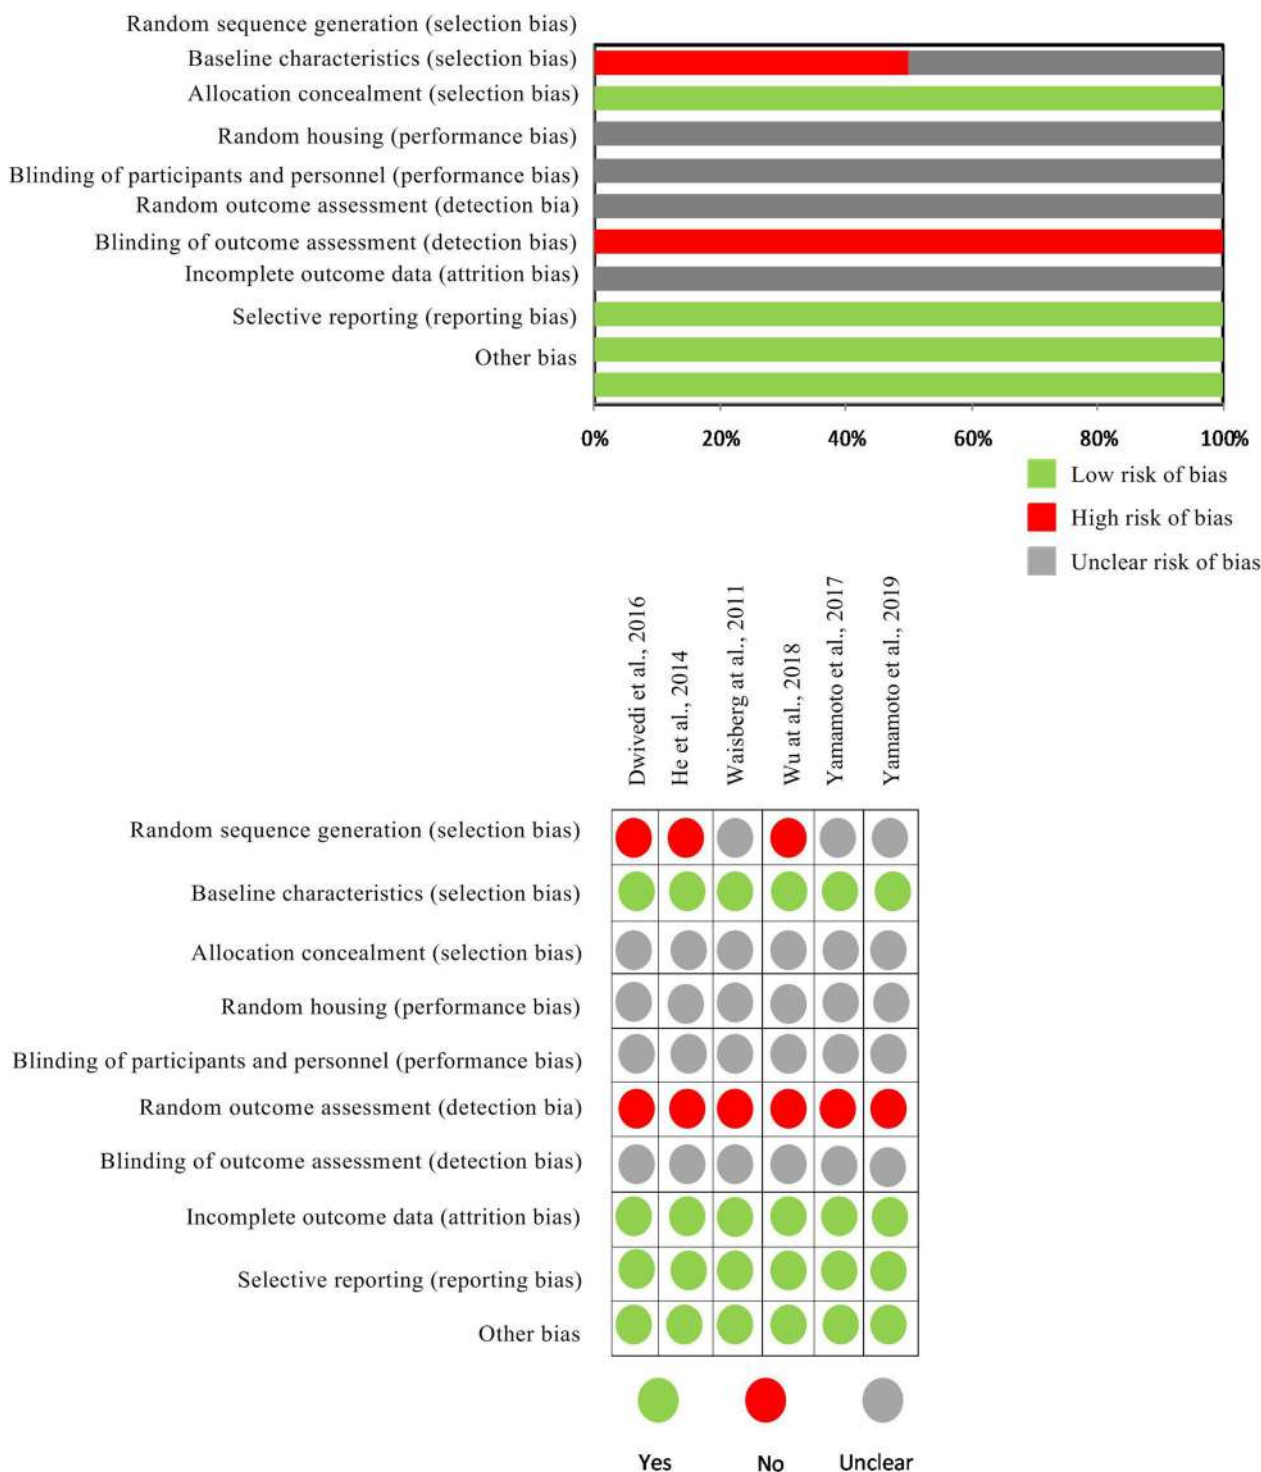 Random sequence generation (selection bias)
Baseline characteristics (selection bias)
Allocation concealment (selection bias)
Random housing (performance bias)
Blinding of participants and personnel (performance bias)
Random outcome assessment (detection bia)
Blinding of outcome assessment (detection bias)
Incomplete outcome data (attrition bias)
Selective reporting (reporting bias)
Other bias
0% 20% 40% 60% 80% 100%
Low risk of bias
High risk of bias
Unclear risk of bias
Dwivedi et al., 2016
He et al., 2014
Waisberg at al., 2011
Wu at al., 2018
Yamamoto et al., 2017
Yamamoto et al., 2019
Random sequence generation (selection bias)
Baseline characteristics (selection bias)
Allocation concealment (selection bias)
Random housing (performance bias)
Blinding of participants and personnel (performance bias)
Random outcome assessment (detection bia)
Blinding of outcome assessment (detection bias)
Incomplete outcome data (attrition bias)
Selective reporting (reporting bias)
Other bias
Yes No Unclear